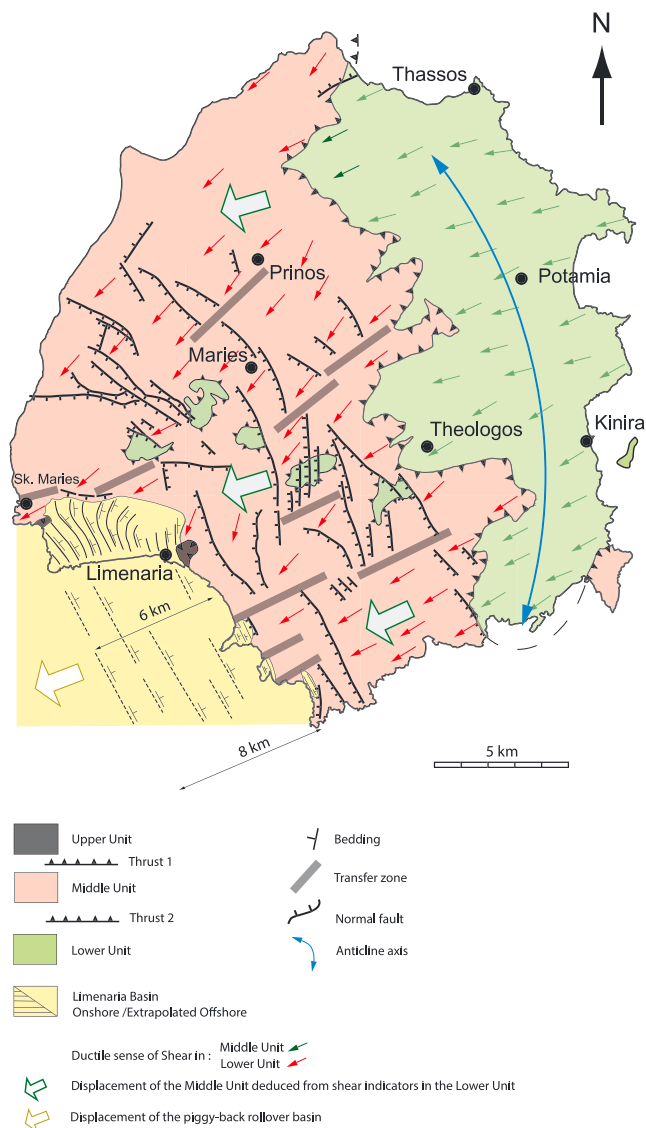 N
Thassos
Prinos
Potamia
Maries
Theologos
Kinira
Sk. Maries
Limenaria
6 km
8 km
5 km
Upper Unit
Thrust 1
Middle Unit
Thrust 2
Lower Unit
Limenaria Basin
Onshore /Extrapolated Offshore
Bedding
Transfer zone
Normal fault
Anticline axis
Ductile sense of Shear in : Middle Unit
Lower Unit
Displacement of the Middle Unit deduced from shear indicators in the Lower Unit
Displacement of the piggy-back rollover basin